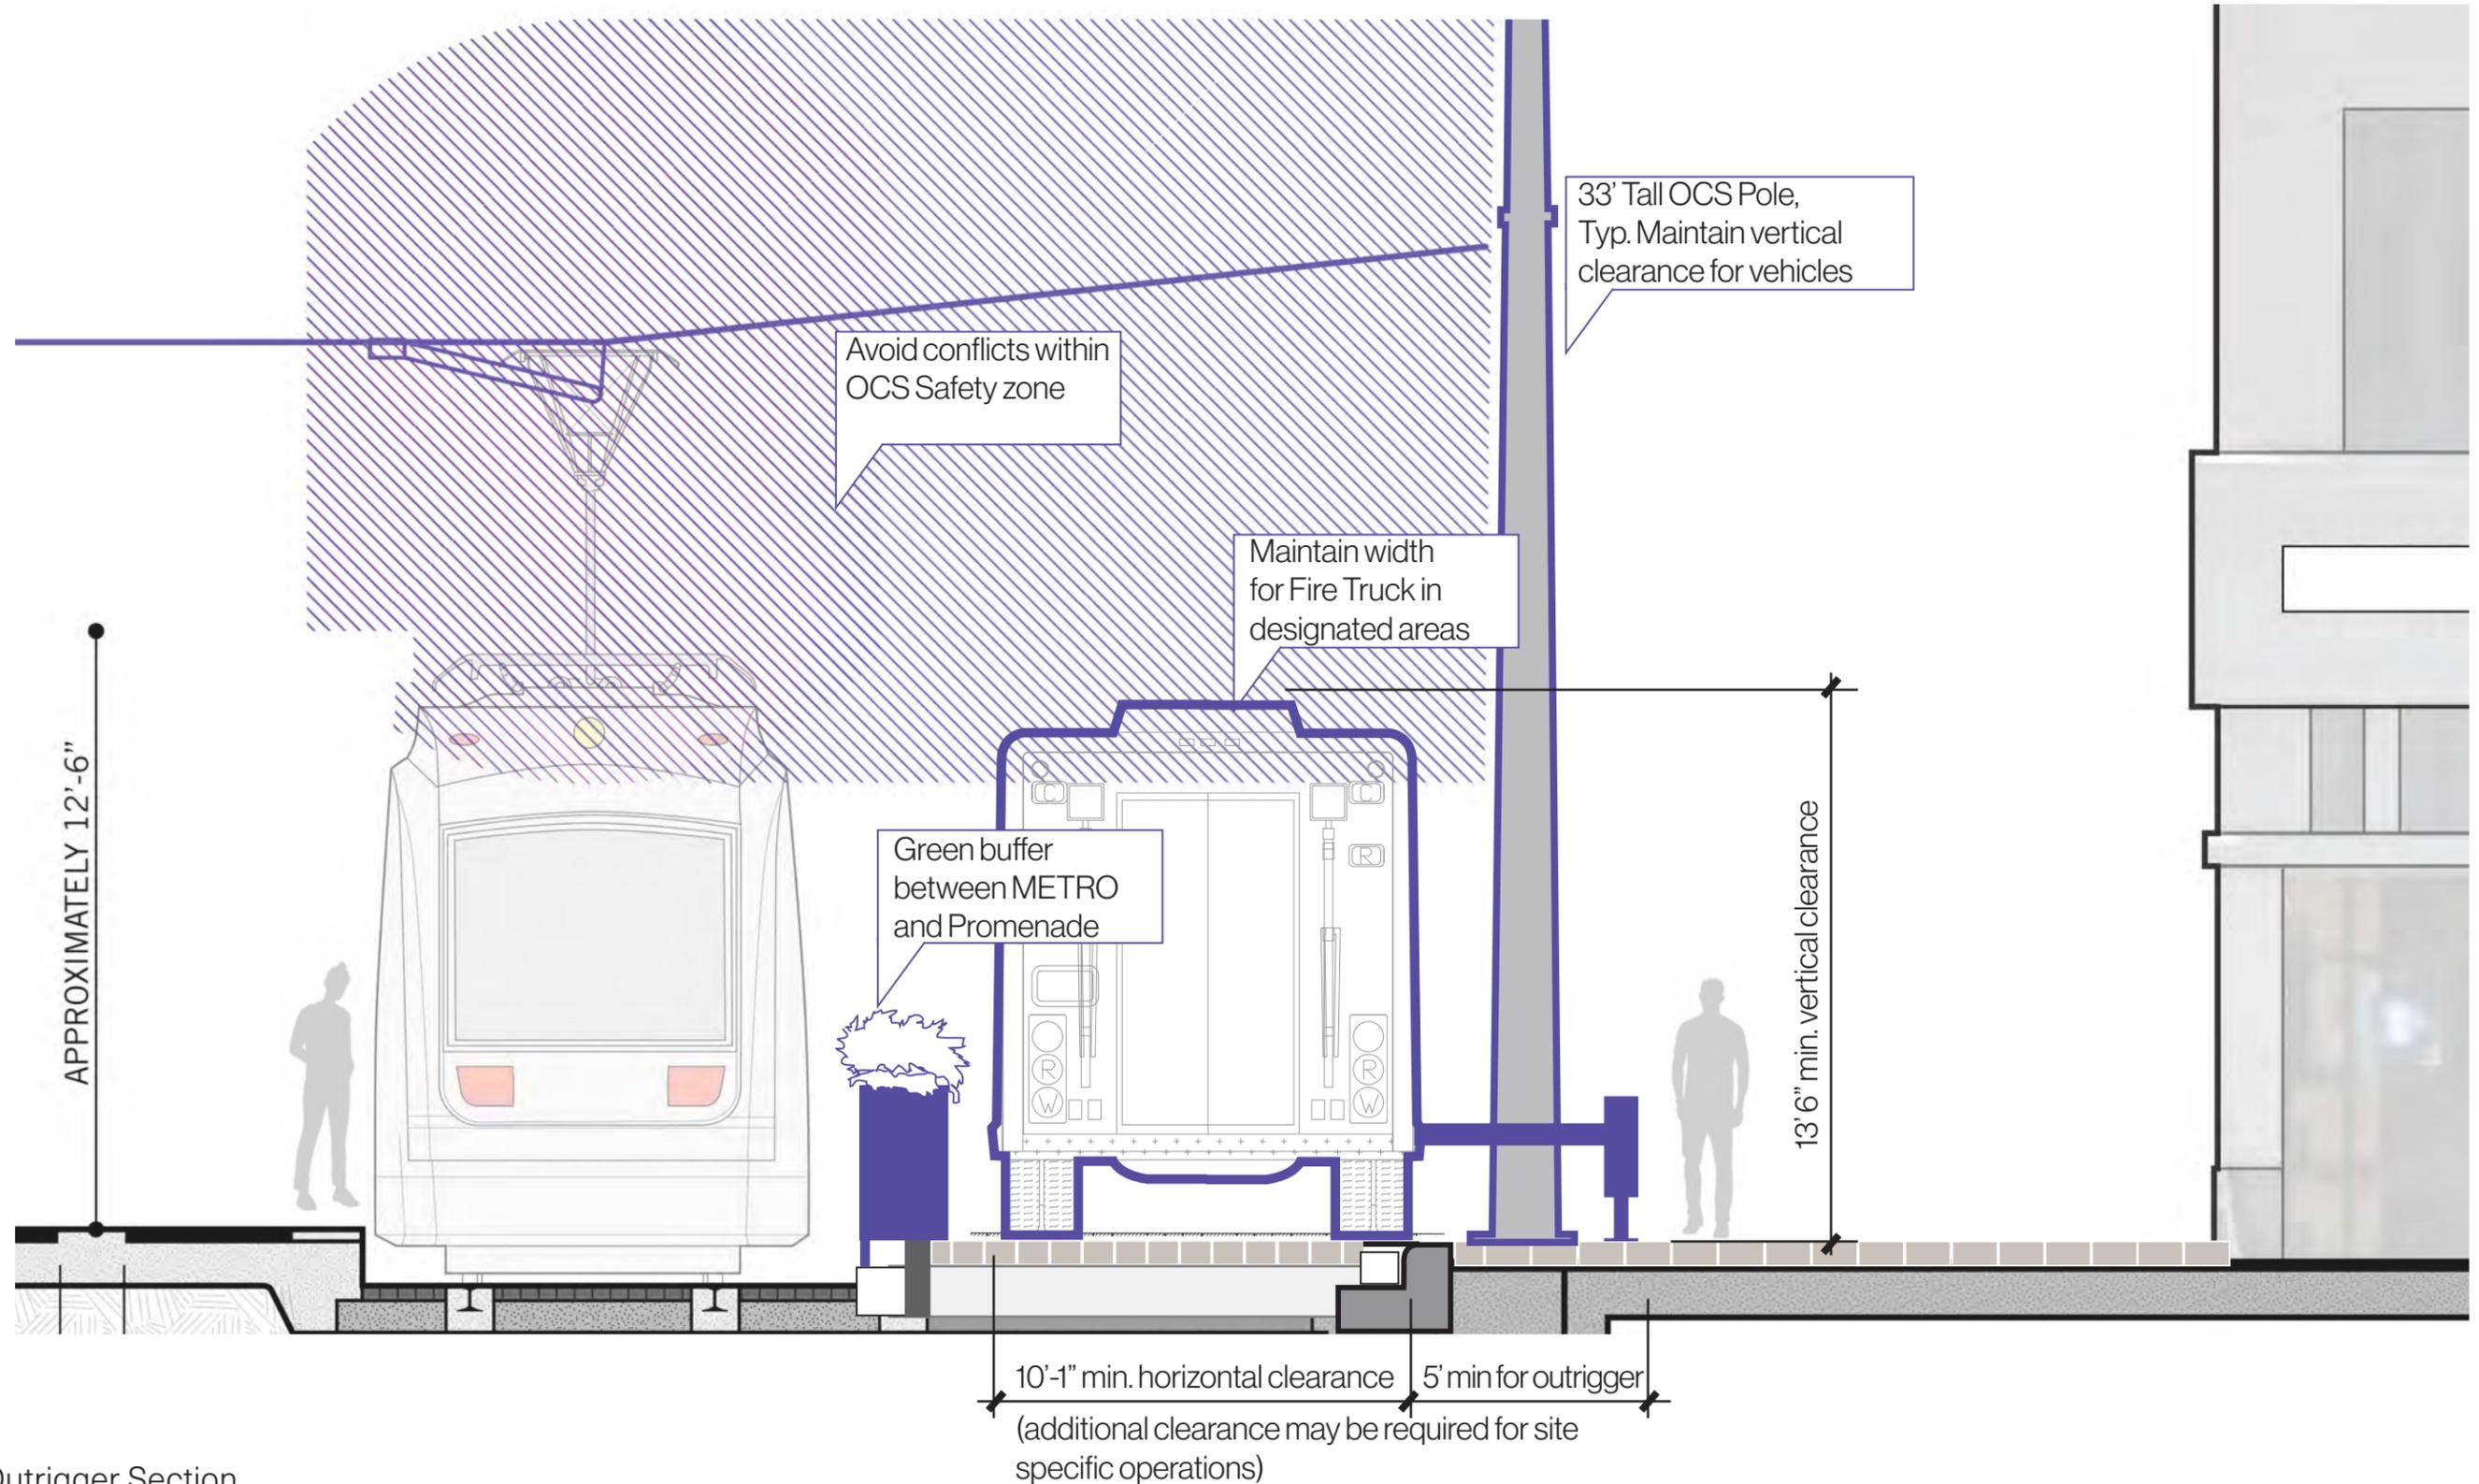 33’ Tall OCS Pole,
Typ. Maintain vertical
clearance for vehicles
Avoid conflicts within
OCS Safety zone
Maintain width
for Fire Truck in
designated areas
APPROXIMATELY 12’-6”
Green buffer
between METRO
and Promenade
13’ 6” min. vertical clearance
C
C
R
R
W
R
W
10’-1” min. horizontal clearance
5’ min for outrigger
(additional clearance may be required for site
specific operations)
Outrigger Section